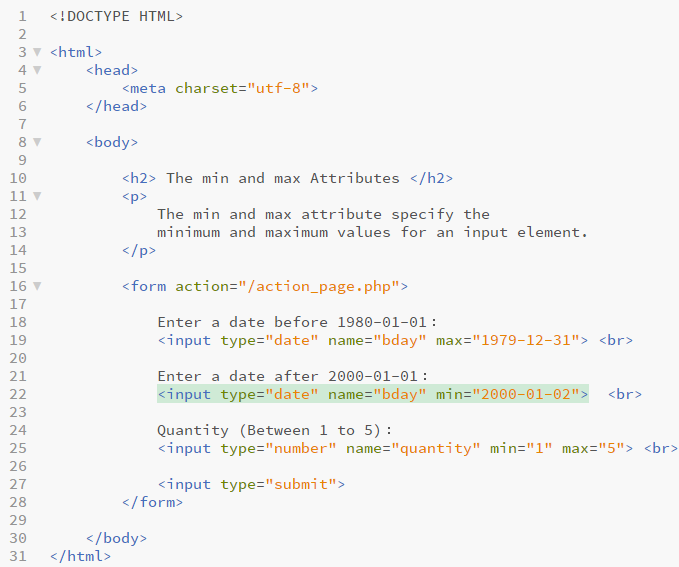 1 <!DOCTYPE HTML>
2
3 <html>
4 <head>
5 <meta charset="utf-8">
6 </head>
7
8 <body>
9
10 <h2> The min and max Attributes </h2>
11 <p>
12 The min and max attribute specify the
13 minimum and maximum values for an input element.
14 </p>
15
16 <form action="/action_page.php">
17
18 Enter a date before 1980-01-01:
19 <input type="date" name="bday" max="1979-12-31"> <br>
20
21 Enter a date after 2000-01-01:
22 <input type="date" name="bday" min="2000-01-02"> <br>
23
24 Quantity (Between 1 to 5):
25 <input type="number" name="quantity" min="1" max="5"> <br>
26
27 <input type="submit">
28 </form>
29
30 </body>
31 </html>